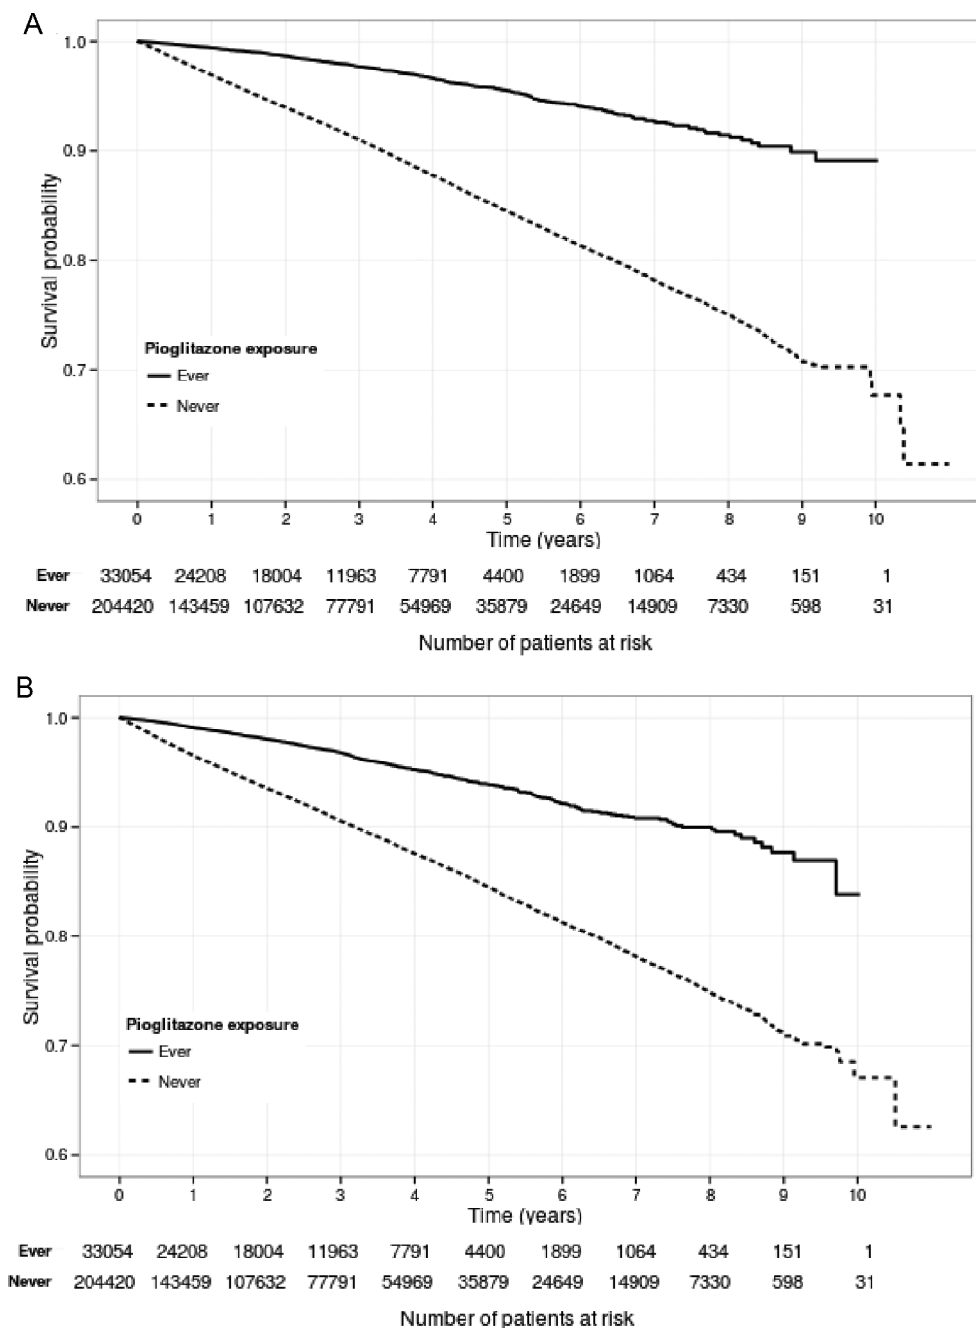 A
1.0
0.9
0.8
0.7
0.6
Survival probability
Pioglitazone exposure
Ever
Never
0 1 2 3 4 5 6 7 8 9 10
Time (years)
Ever 33054 24208 18004 11963 7791 4400 1899 1064 434 151 1
Never 204420 143459 107632 77791 54969 35879 24649 14909 7330 598 31
Number of patients at risk
B
1.0
0.9
0.8
0.7
0.6
Survival probability
Pioglitazone exposure
Ever
Never
0 1 2 3 4 5 6 7 8 9 10
Time (years)
Ever 33054 24208 18004 11963 7791 4400 1899 1064 434 151 1
Never 204420 143459 107632 77791 54969 35879 24649 14909 7330 598 31
Number of patients at risk